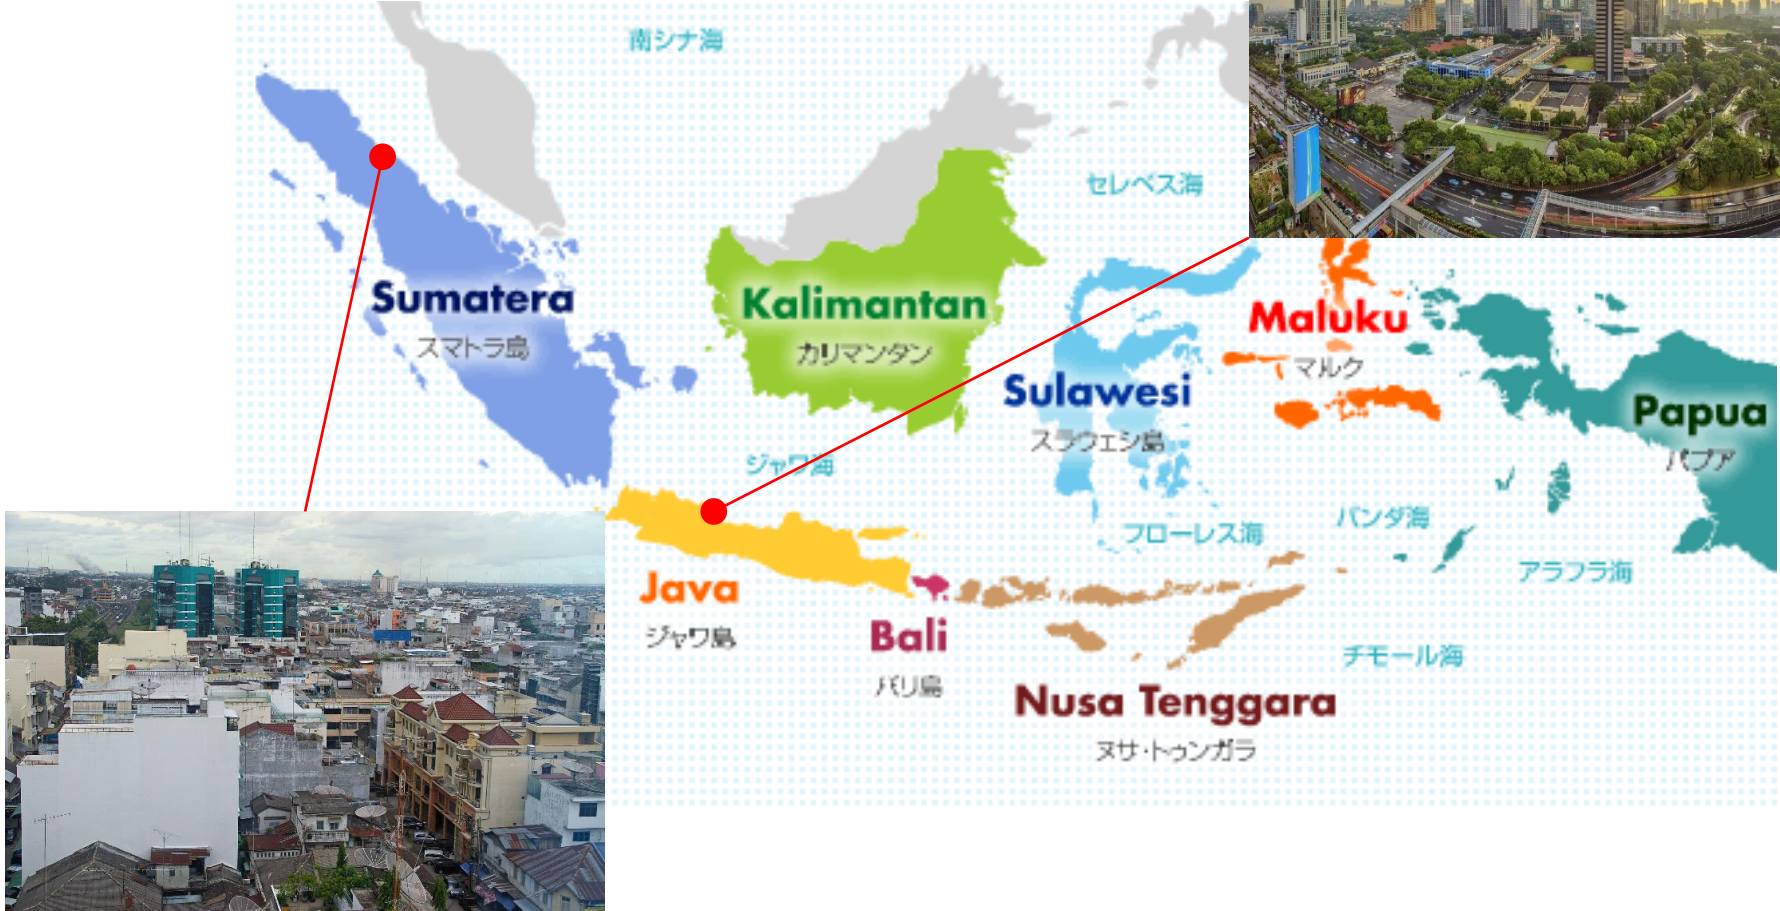 南シナ海
セレベス海
Sumatera
スマトラ島
Kalimantan
カリマンタン
Maluku
マルク
Sulawesi
スラウェシ島
Papua
パプア
ジャワ海
フローレス海
バンダ海
アラフラ海
Java
ジャワ島
Bali
バリ島
チモール海
Nusa Tenggara
ヌサ・トゥンガラ